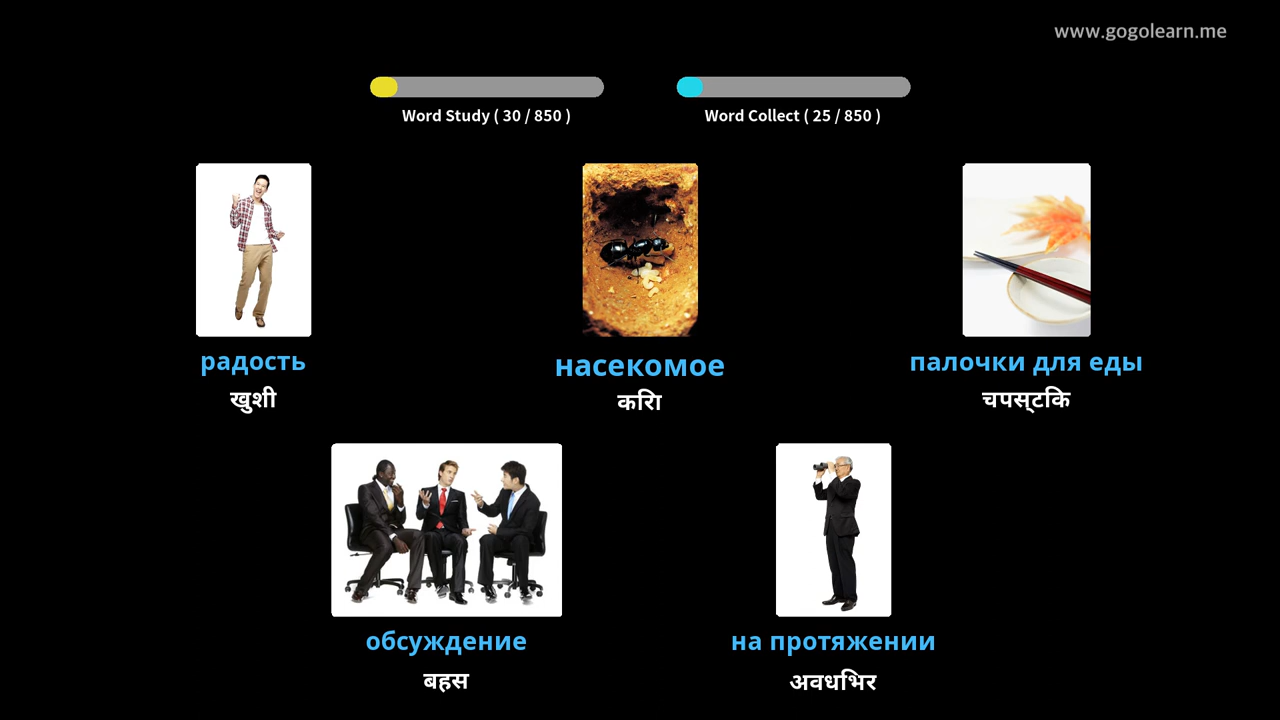 www.gogolearn.me
Word Study ( 30 / 850 )
Word Collect ( 25 / 850 )
радость
खुशी
насекомое
करिा
палочки для еды
चपस्टकि
обсуждение
बहस
на протяжении
अवधभिर